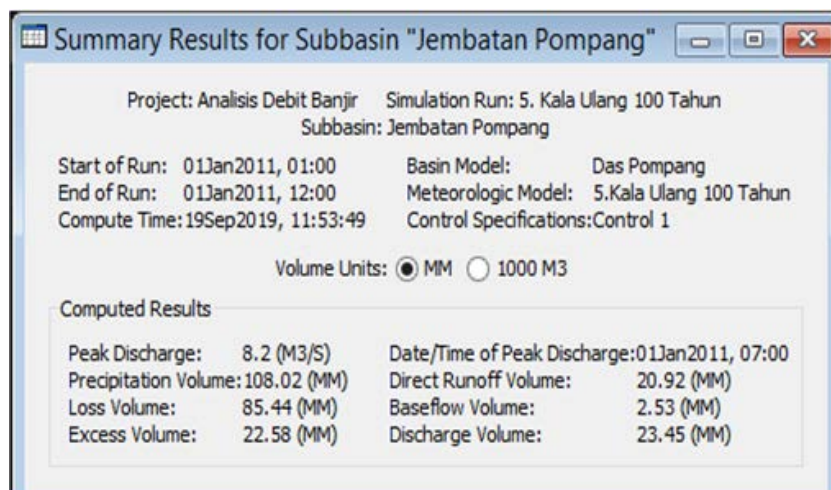 Summary Results for Subbasin "Jembatan Pompang"
Project: Analisis Debit Banjir Simulation Run: 5. Kala Ulang 100 Tahun
Subbasin: Jembatan Pompang
Start of Run: 01Jan2011, 01:00 Basin Model: Das Pompang
End of Run: 01Jan2011, 12:00 Meteorologic Model: 5.Kala Ulang 100 Tahun
Compute Time:19Sep2019, 11:53:49 Control Specifications:Control 1
Volume Units: MM 1000 M3
Computed Results
Peak Discharge: 8.2 (M3/S) Date/Time of Peak Discharge:01Jan2011, 07:00
Precipitation Volume:108.02 (MM) Direct Runoff Volume: 20.92 (MM)
Loss Volume: 85.44 (MM) Baseflow Volume: 2.53 (MM)
Excess Volume: 22.58 (MM) Discharge Volume: 23.45 (MM)